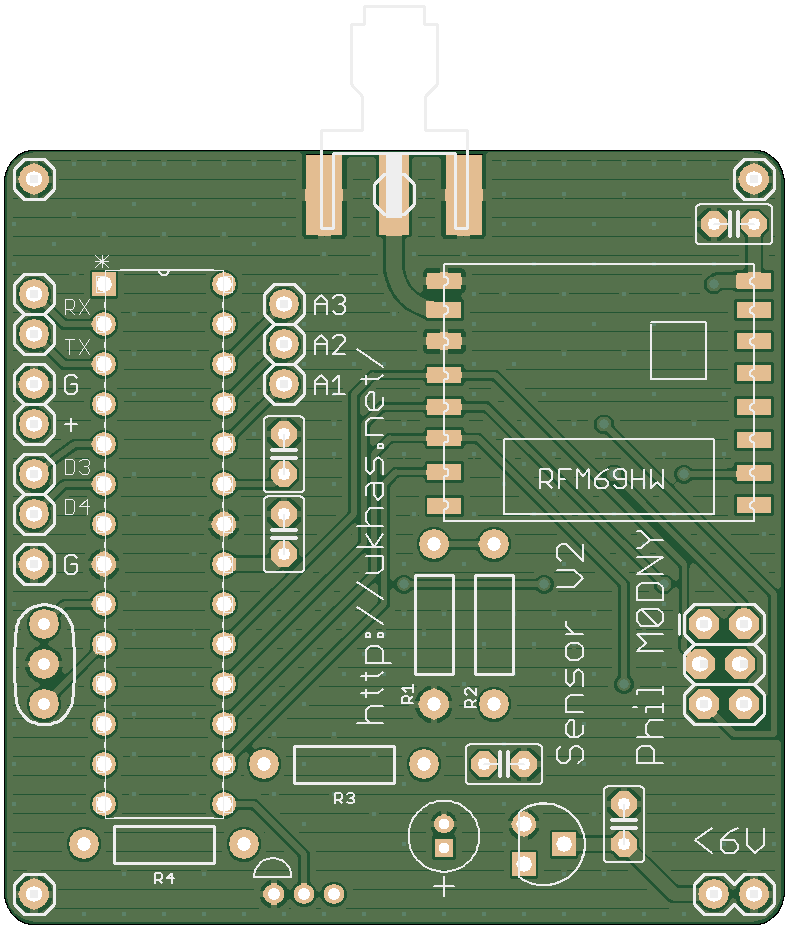 RX
TX
G
+
D3
D4
G
A3
A2
A1
http://uknas.net/
RFM69HW
Sensor V2
Phil M0DNY
R1
R2
R3
R4
+
<6V